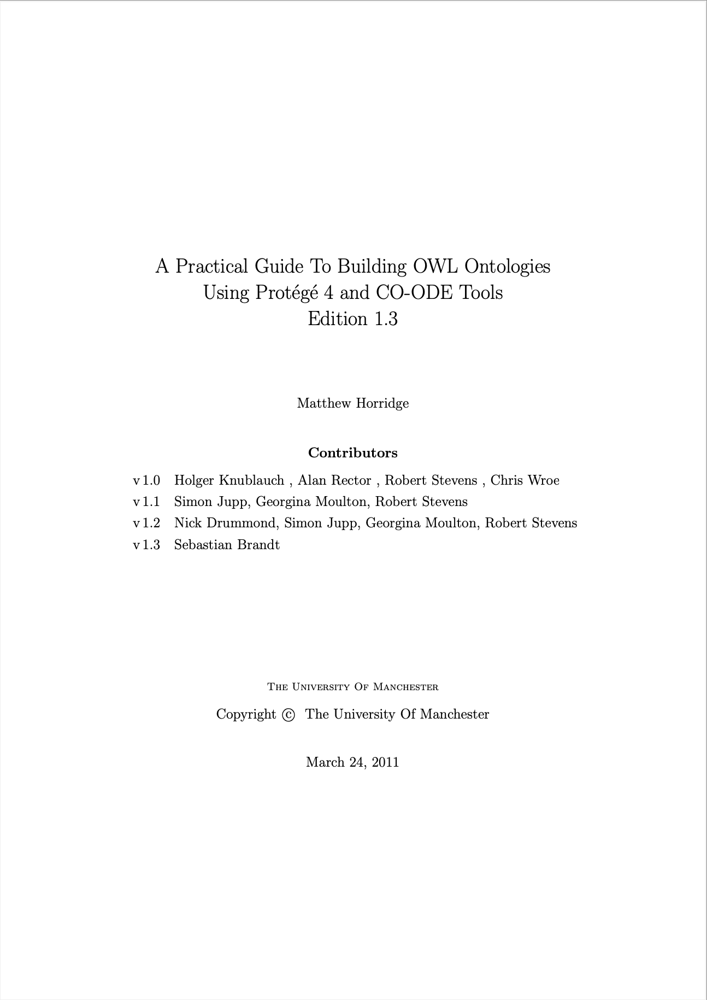 A Practical Guide To Building OWL Ontologies
Using Protégé 4 and CO-ODE Tools
Edition 1.3
Matthew Horridge
Contributors
v 1.0 Holger Knublauch , Alan Rector , Robert Stevens , Chris Wroe
v 1.1 Simon Jupp, Georgina Moulton, Robert Stevens
v 1.2 Nick Drummond, Simon Jupp, Georgina Moulton, Robert Stevens
v 1.3 Sebastian Brandt
The University Of Manchester
Copyright © The University Of Manchester
March 24, 2011